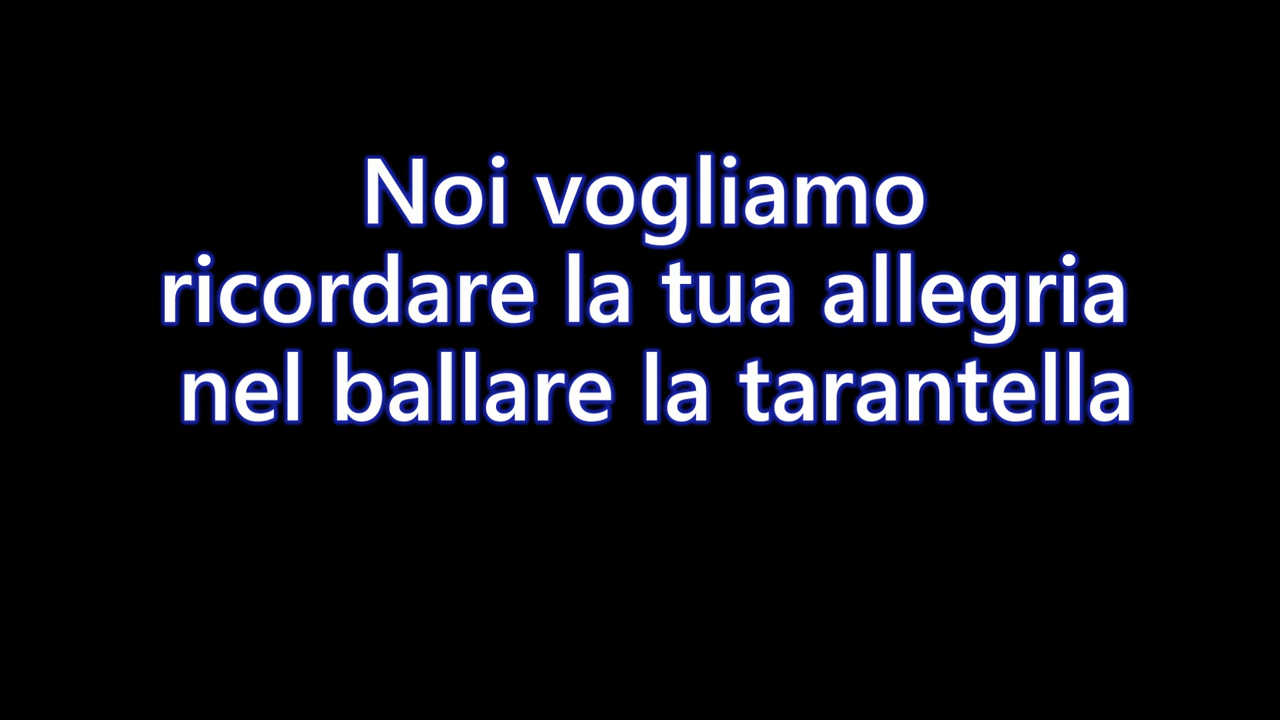 Noi vogliamo
ricordare la tua allegria
nel ballare la tarantella